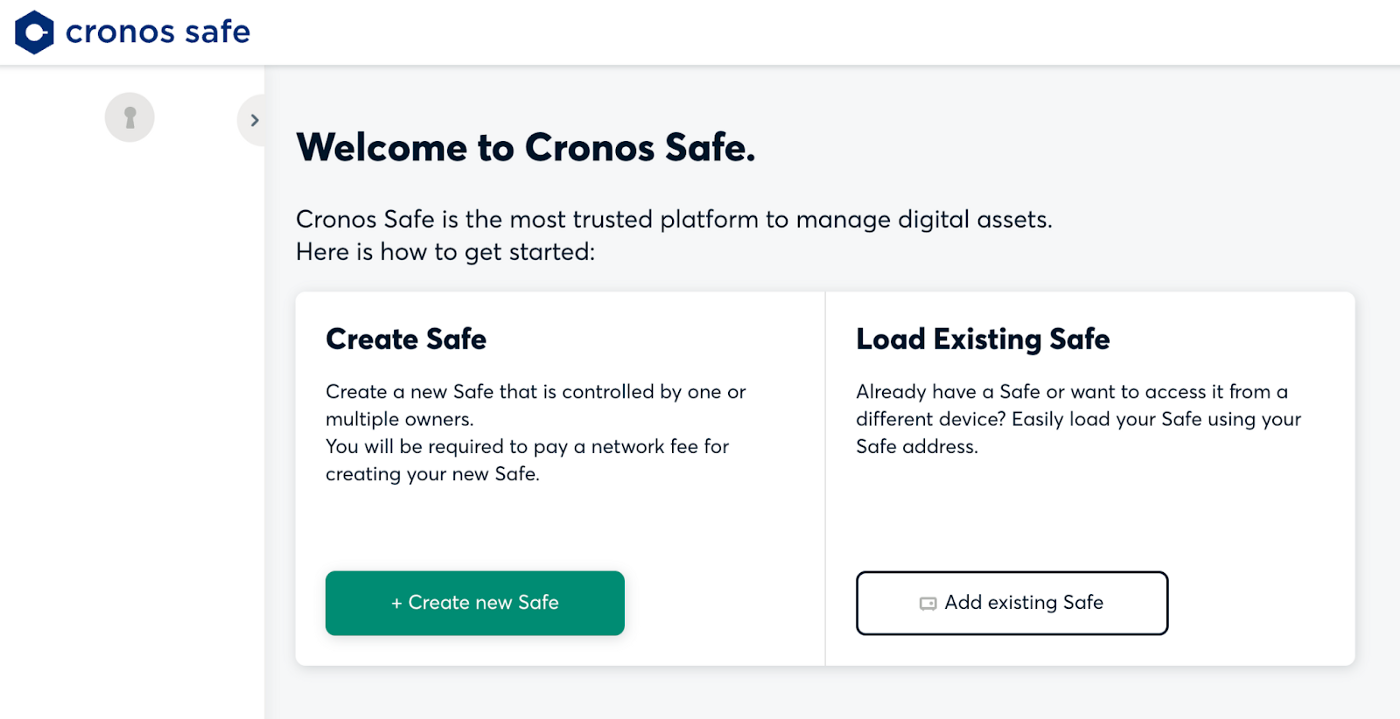 cronos safe
Welcome to Cronos Safe.
Cronos Safe is the most trusted platform to manage digital assets.
Here is how to get started:
Create Safe
Create a new Safe that is controlled by one or
multiple owners.
You will be required to pay a network fee for
creating your new Safe.
+ Create new Safe
Load Existing Safe
Already have a Safe or want to access it from a
different device? Easily load your Safe using your
Safe address.
Add existing Safe